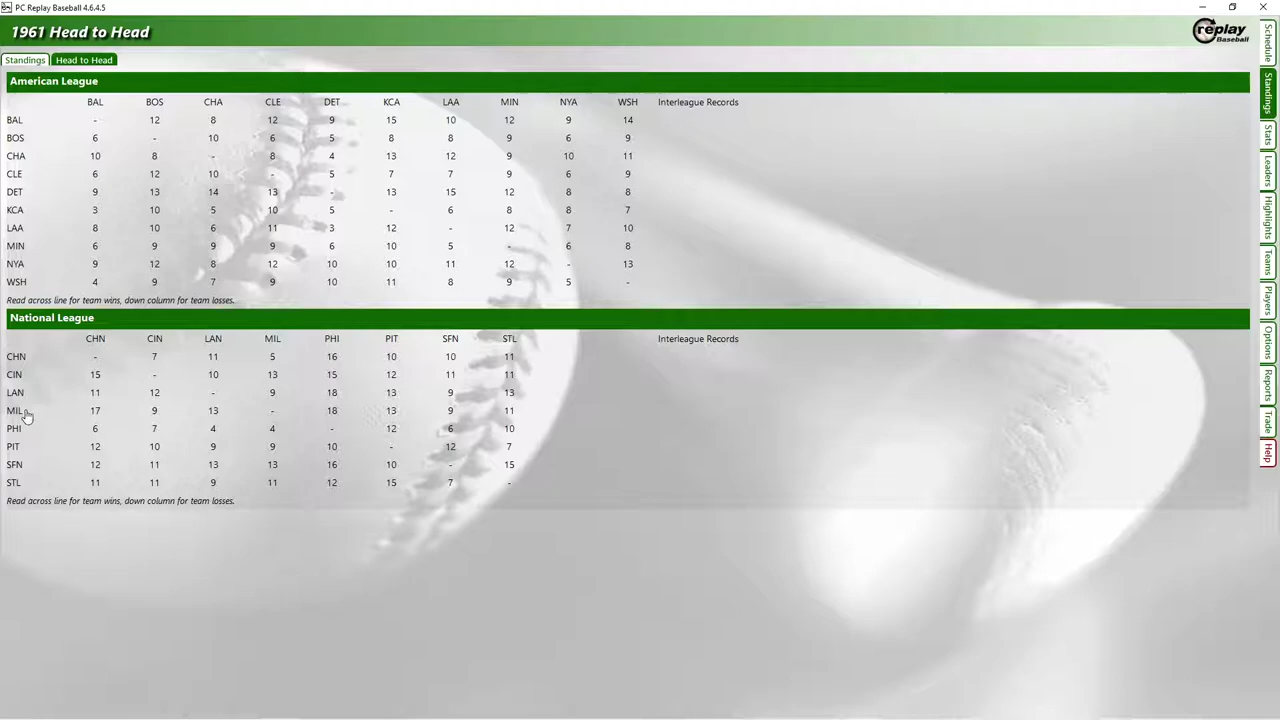 PC Replay Baseball 4.6.4.5
1961 Head to Head
replay
Baseball
Standings Head to Head
American League
BAL BOS CHA CLE DET KCA LAA MIN NYA WSH Interleague Records
BAL - 12 8 12 9 15 10 12 9 14
BOS 6 - 10 6 5 8 8 9 6 9
CHA 10 8 - 8 4 13 12 9 10 11
CLE 6 12 10 - 5 7 7 9 6 9
DET 9 13 14 13 - 13 15 12 8 8
KCA 3 10 5 10 5 - 6 8 8 7
LAA 8 10 6 11 3 12 - 12 7 10
MIN 6 9 9 9 6 10 5 - 6 8
NYA 9 12 8 12 10 10 11 12 - 13
WSH 4 9 7 9 10 11 8 9 5 -
Read across line for team wins, down column for team losses.
National League
CHN CIN LAN MIL PHI PIT SFN STL Interleague Records
CHN - 7 11 5 16 10 10 11
CIN 15 - 10 13 15 12 11 11
LAN 11 12 - 9 18 13 9 13
MIL 17 9 13 - 18 13 9 11
PHI 6 7 4 4 - 12 6 10
PIT 12 10 9 9 10 - 12 7
SFN 12 11 13 13 16 10 - 15
STL 11 11 9 11 12 15 7 -
Read across line for team wins, down column for team losses.
Schedule
Standings
Stats
Leaders
Highlights
Teams
Players
Options
Reports
Trade
Help